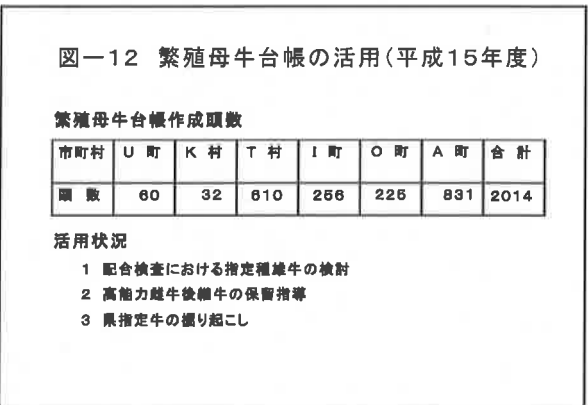 図－12 繁殖母牛台帳の活用(平成15年度)
繁殖母牛台帳作成頭数
市町村 U 町 K 村 T 村 I 町 O 町 A 町 合 計
頭 数 60 32 610 256 225 831 2014
活用状況
1 配合検査における指定種雄牛の検討
2 高能力雌牛後継牛の保留指導
3 県指定牛の掘り起こし